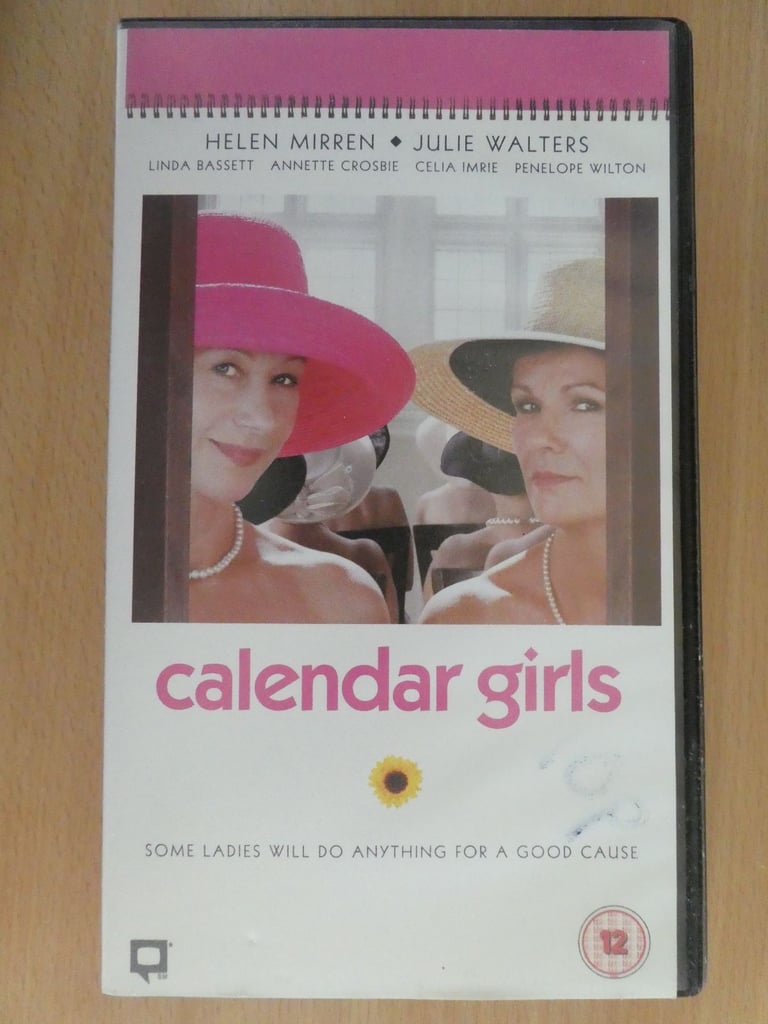 HELEN MIRREN ◆ JULIE WALTERS
LINDA BASSETT ANNETTE CROSBIE CELIA IMRIE PENELOPE WILTON
calendar girls
SOME LADIES WILL DO ANYTHING FOR A GOOD CAUSE
12